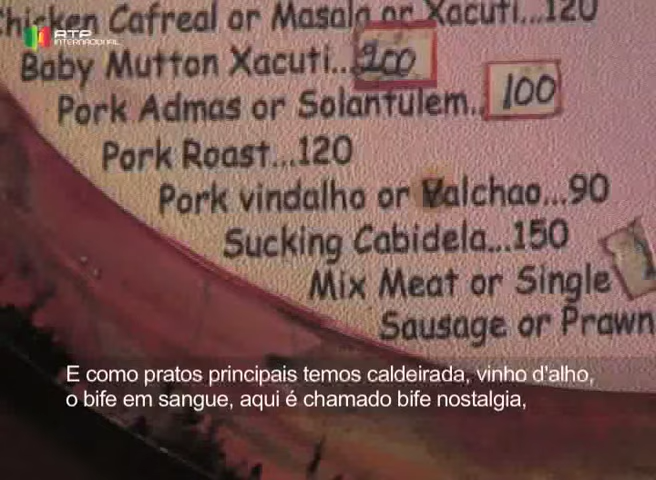 Chicken Cafreal or Masala or Xacuti...120
RTP
INTERNACIONAL
Baby Mutton Xacuti...200
Pork Admas or Solantulem..100
Pork Roast...120
Pork vindalho or Valchao...90
Sucking Cabidela...150
Mix Meat or Single
Sausage or Prawn
E como pratos principais temos caldeirada, vinho d'alho,
o bife em sangue, aqui é chamado bife nostalgia,